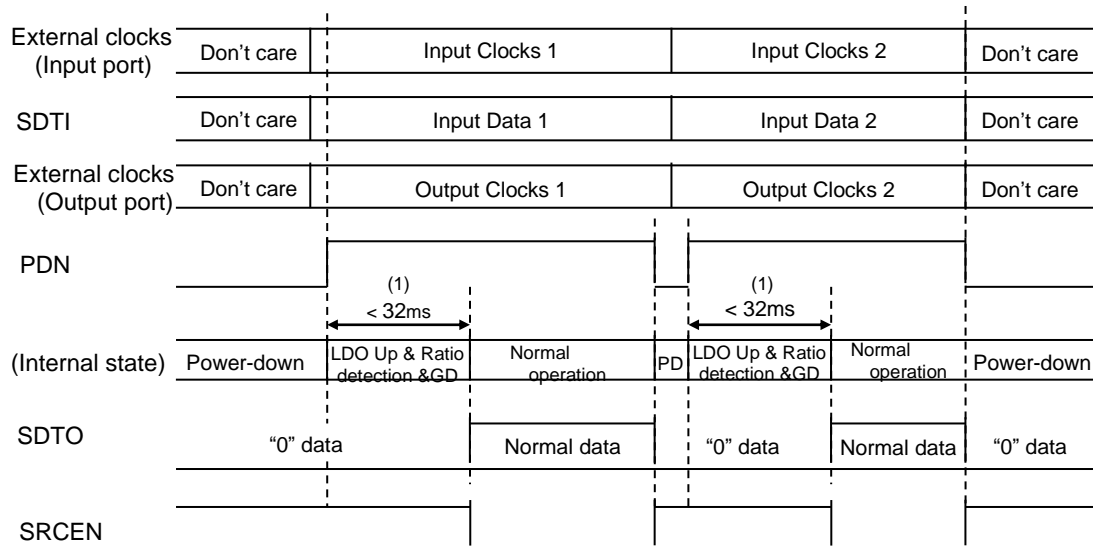 External clocks
(Input port)
Don't care
Input Clocks 1
Input Clocks 2
Don't care
SDTI
Don't care
Input Data 1
Input Data 2
Don't care
External clocks
(Output port)
Don't care
Output Clocks 1
Output Clocks 2
Don't care
PDN
(1)
< 32ms
(1)
< 32ms
(Internal state)
Power-down
LDO Up & Ratio
detection &GD
Normal
operation
PD
LDO Up & Ratio
detection &GD
Normal
operation
Power-down
SDTO
“0” data
Normal data
“0” data
Normal data
“0” data
SRCEN